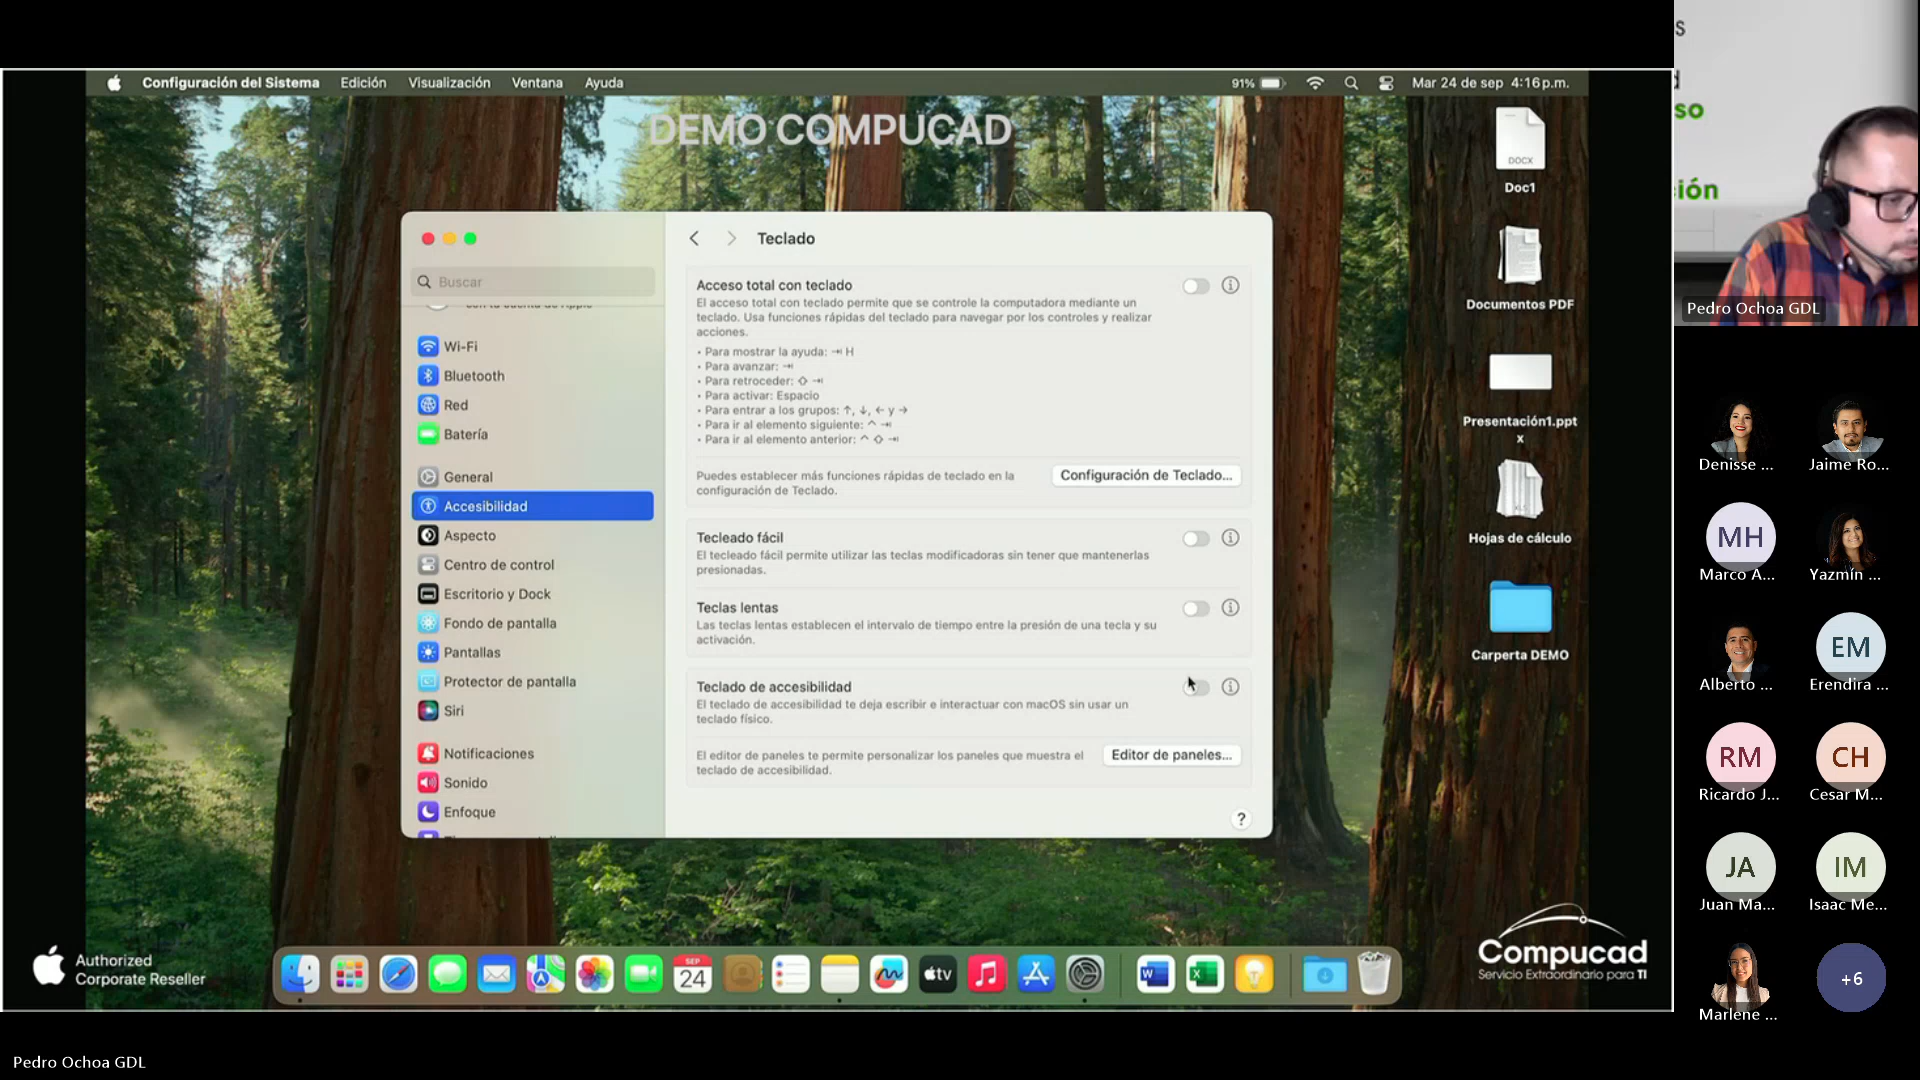 Configuración del Sistema Edición Visualización Ventana Ayuda
91% Mar 24 de sep 4:16 p.m.
DEMO COMPUCAD
Buscar
Wi-Fi
Bluetooth
Red
Batería
General
Accesibilidad
Aspecto
Centro de control
Escritorio y Dock
Fondo de pantalla
Pantallas
Protector de pantalla
Siri
Notificaciones
Sonido
Enfoque
Teclado
Acceso total con teclado
El acceso total con teclado permite que se controle la computadora mediante un
teclado. Usa funciones rápidas del teclado para navegar por los controles y realizar
acciones.
• Para mostrar la ayuda: ⇥ H
• Para avanzar: ⇥
• Para retroceder: ⇧ ⇥
• Para activar: Espacio
• Para entrar a los grupos: ↑, ↓, ← y →
• Para ir al elemento siguiente: ^ ⇥
• Para ir al elemento anterior: ^ ⇧ ⇥
Puedes establecer más funciones rápidas de teclado en la
configuración de Teclado.
Configuración de Teclado...
Tecleado fácil
El tecleado fácil permite utilizar las teclas modificadoras sin tener que mantenerlas
presionadas.
Teclas lentas
Las teclas lentas establecen el intervalo de tiempo entre la presión de una tecla y su
activación.
Teclado de accesibilidad
El teclado de accesibilidad te deja escribir e interactuar con macOS sin usar un
teclado físico.
El editor de paneles te permite personalizar los paneles que muestra el
teclado de accesibilidad.
Editor de paneles...
?
DOCX
Doc1
Documentos PDF
Presentación1.ppt
x
Hojas de cálculo
Carperta DEMO
Authorized
Corporate Reseller
SEP
24
tv
Compucad
Servicio Extraordinario para TI
so
ión
Pedro Ochoa GDL
Denisse ...
Jaime Ro...
MH
Marco A...
Yazmín ...
Alberto ...
EM
Erendira ...
RM
Ricardo J...
CH
Cesar M...
JA
Juan Ma...
IM
Isaac Me...
Marlene ...
+6
Pedro Ochoa GDL